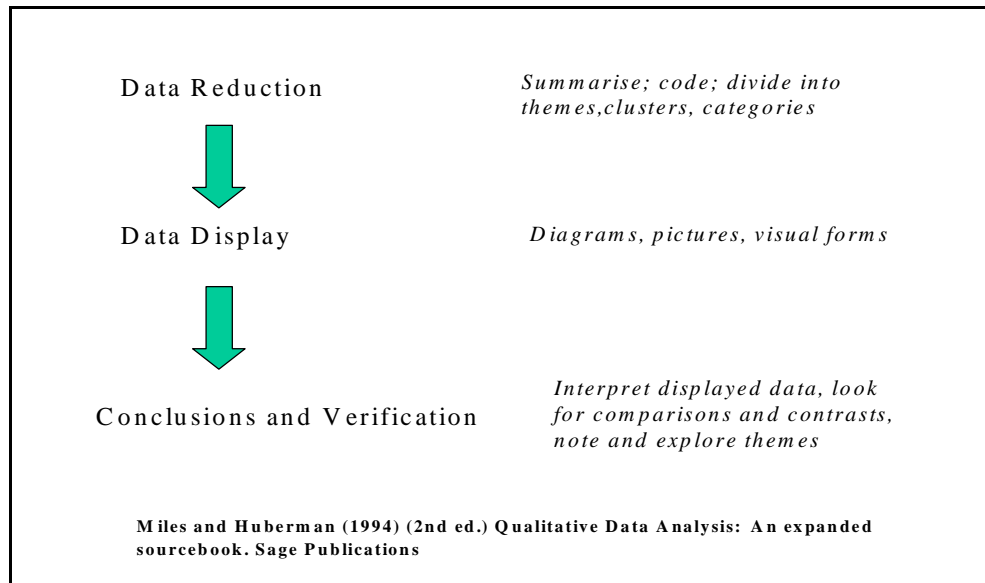 Data Reduction
Summarise; code; divide into
themes,clusters, categories
Data Display
Diagrams, pictures, visual forms
Conclusions and Verification
Interpret displayed data, look
for comparisons and contrasts,
note and explore themes
Miles and Huberman (1994) (2nd ed.) Qualitative Data Analysis: An expanded
sourcebook. Sage Publications